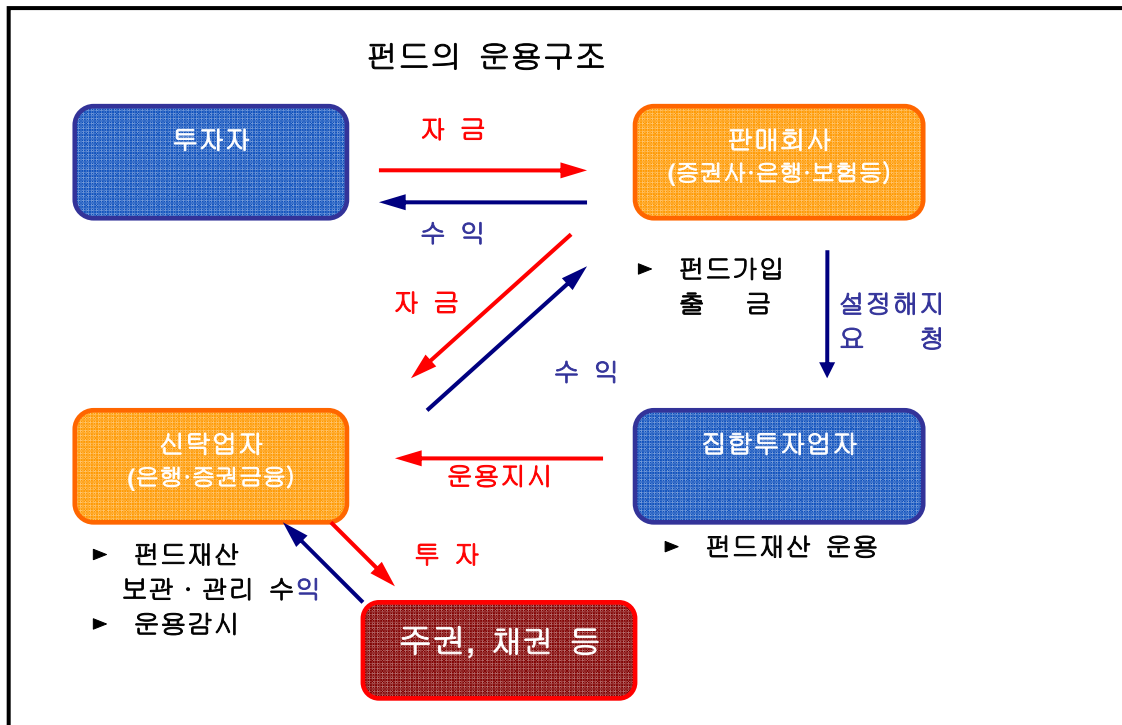 펀드의 운용구조
투자자
자 금
판매회사
(증권사·은행·보험등)
수 익
자 금
► 펀드가입
출 금
설정해지
요 청
수 익
신탁업자
(은행·증권금융)
운용지시
집합투자업자
► 펀드재산 운용
► 펀드재산
보관 · 관리 수익
► 운용감시
투 자
주권, 채권 등